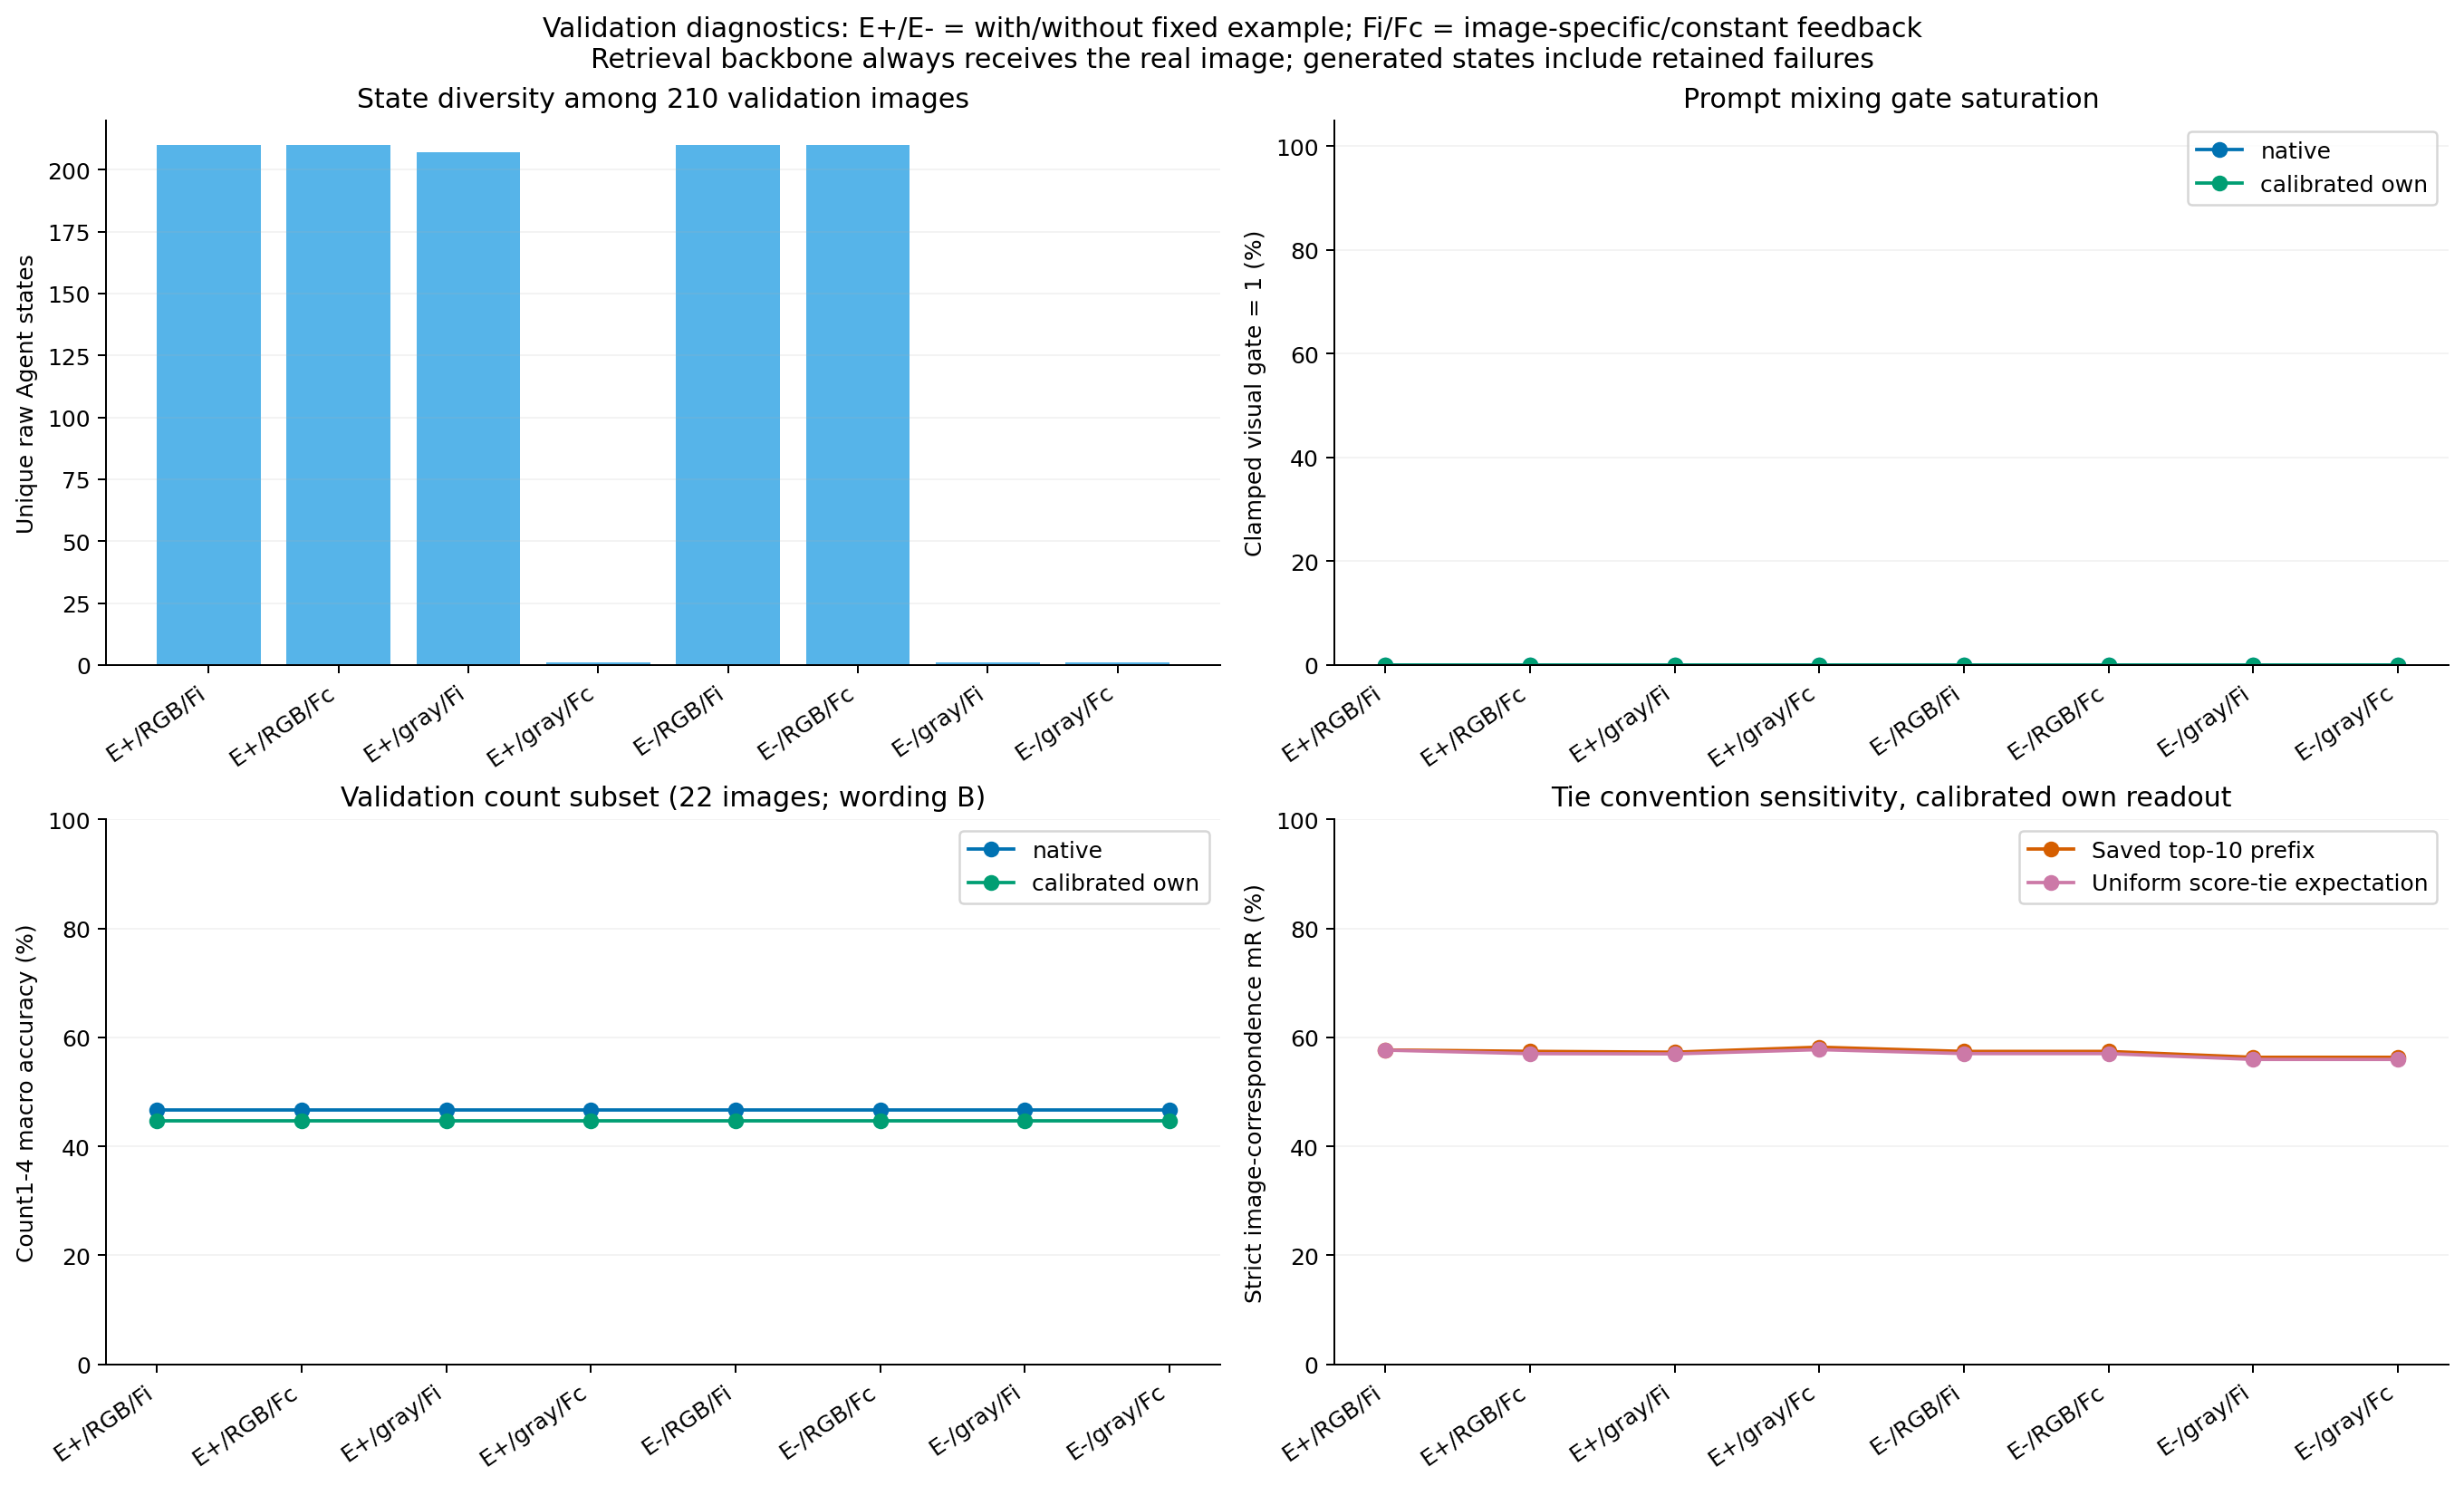 Validation diagnostics: E+/E- = with/without fixed example; Fi/Fc = image-specific/constant feedback
Retrieval backbone always receives the real image; generated states include retained failures
State diversity among 210 validation images
Unique raw Agent states
200
175
150
125
100
75
50
25
0
E+/RGB/Fi
E+/RGB/Fc
E+/gray/Fi
E+/gray/Fc
E-/RGB/Fi
E-/RGB/Fc
E-/gray/Fi
E-/gray/Fc
Prompt mixing gate saturation
Clamped visual gate = 1 (%)
100
80
60
40
20
0
native
calibrated own
E+/RGB/Fi
E+/RGB/Fc
E+/gray/Fi
E+/gray/Fc
E-/RGB/Fi
E-/RGB/Fc
E-/gray/Fi
E-/gray/Fc
Validation count subset (22 images; wording B)
Count1-4 macro accuracy (%)
100
80
60
40
20
0
native
calibrated own
E+/RGB/Fi
E+/RGB/Fc
E+/gray/Fi
E+/gray/Fc
E-/RGB/Fi
E-/RGB/Fc
E-/gray/Fi
E-/gray/Fc
Tie convention sensitivity, calibrated own readout
Strict image-correspondence mR (%)
100
80
60
40
20
0
Saved top-10 prefix
Uniform score-tie expectation
E+/RGB/Fi
E+/RGB/Fc
E+/gray/Fi
E+/gray/Fc
E-/RGB/Fi
E-/RGB/Fc
E-/gray/Fi
E-/gray/Fc